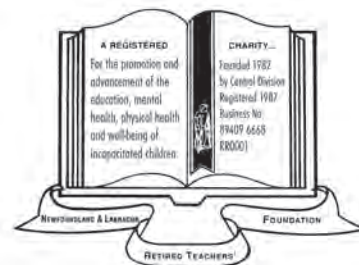 A REGISTERED
For the promotion and
advancement of the
education, mental
health, physical health
and well-being of
incapacitated children
CHARITY...
Founded 1982
by Central Division
Registered 1987
Business No
89409 6668
RR0001
NEWFOUNDLAND & LABRADOR
RETIRED TEACHERS'
FOUNDATION